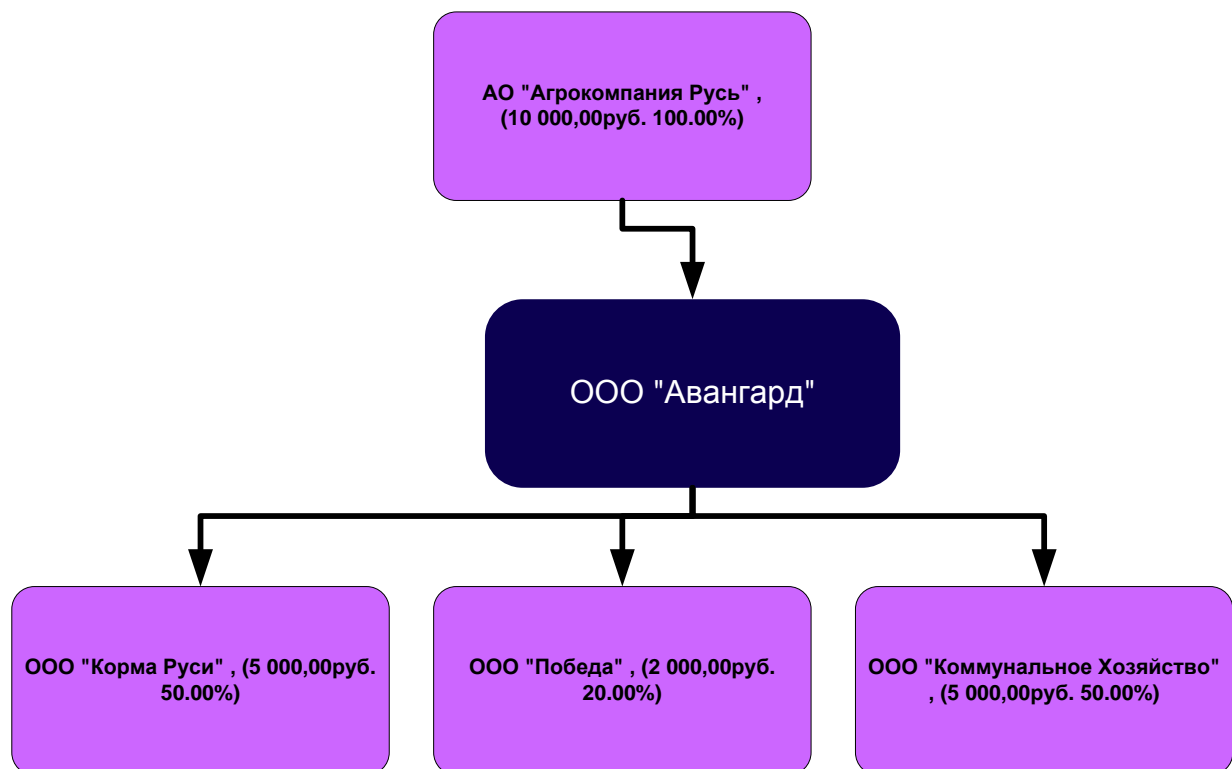 АО "Агрокомпания Русь" ,
(10 000,00руб. 100.00%)
ООО "Авангард"
ООО "Корма Руси" , (5 000,00руб.
50.00%)
ООО "Победа" , (2 000,00руб.
20.00%)
ООО "Коммунальное Хозяйство"
, (5 000,00руб. 50.00%)